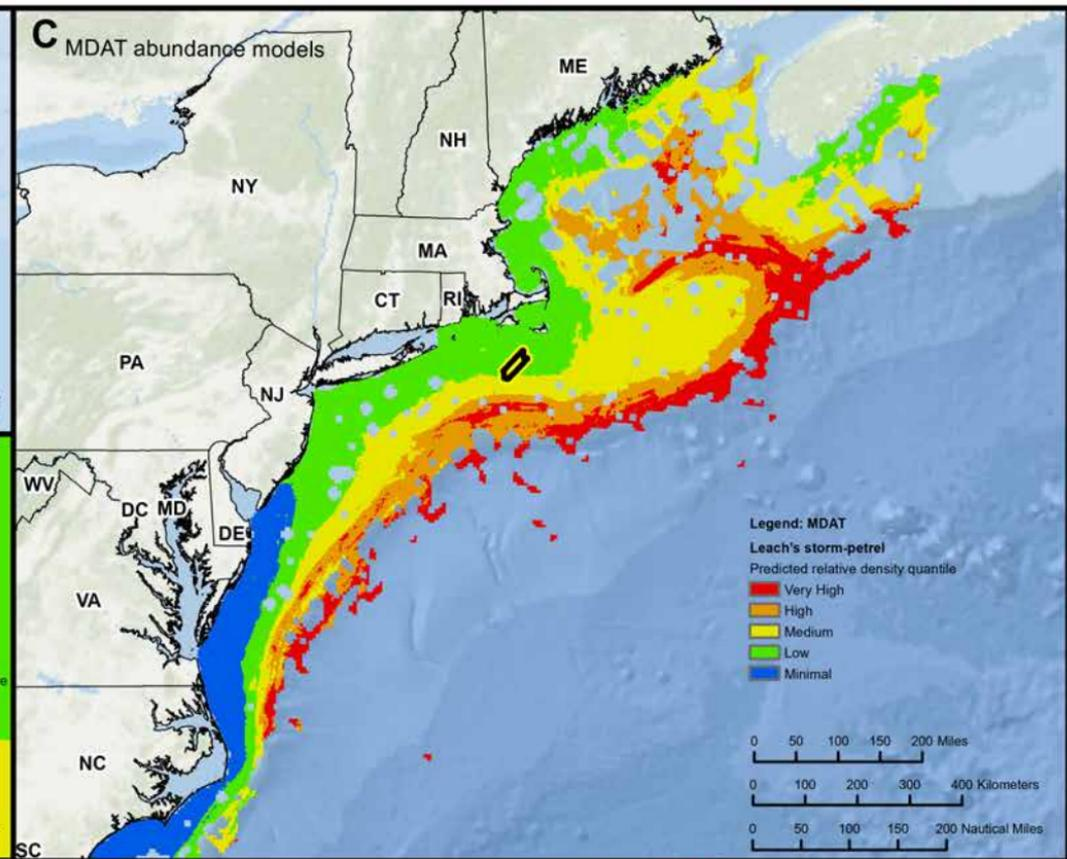 C MDAT abundance models
ME
NH
NY
MA
CT
RI
PA
NJ
WV
DC
MD
DE
VA
NC
SC
e
Legend: MDAT
Leach's storm-petrel
Predicted relative density quantile
Very High
High
Medium
Low
Minimal
0 50 100 150 200 Miles
0 100 200 300 400 Kilometers
0 50 100 150 200 Nautical Miles